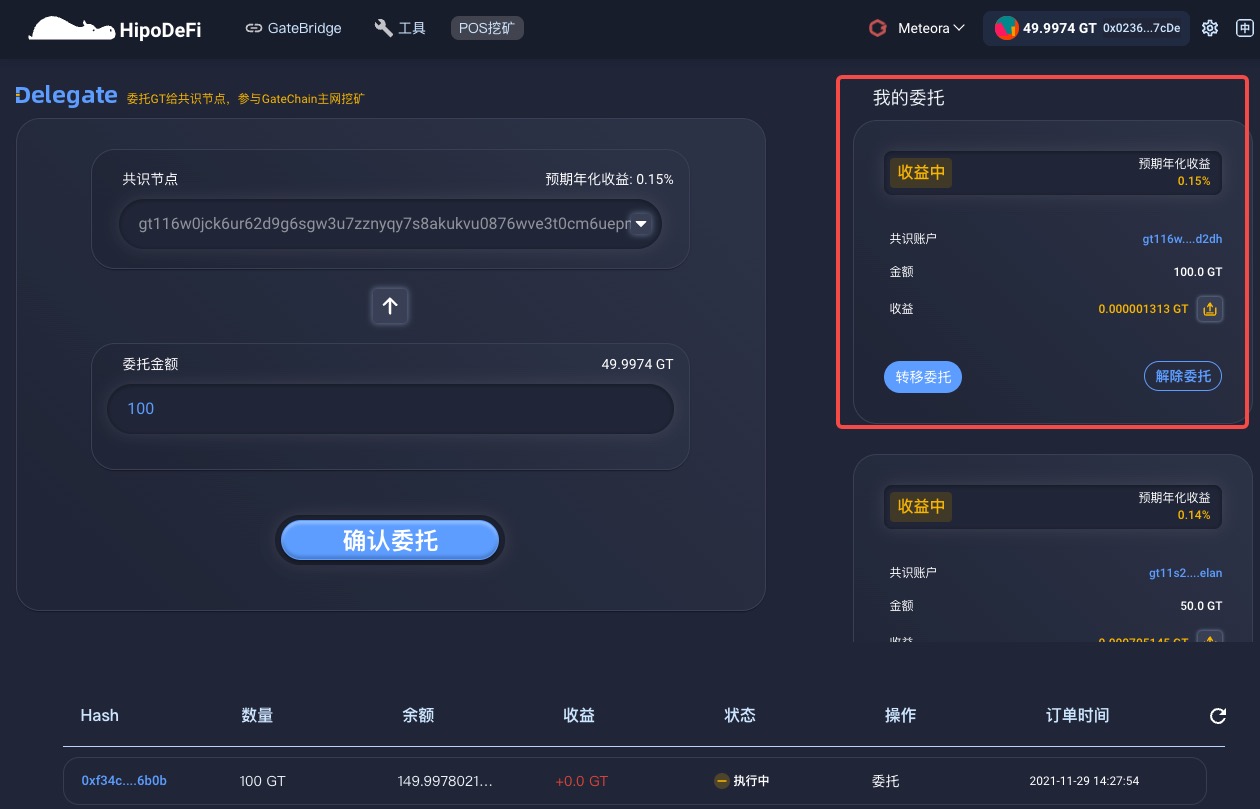 HipoDeFi GateBridge 工具 POS挖矿 Meteora 49.9974 GT 0x0236...7cDe 中
Delegate 委托GT给共识节点，参与GateChain主网挖矿
共识节点 预期年化收益: 0.15%
gt116w0jck6ur62d9g6sgw3u7zznyqy7s8akukvu0876wve3t0cm6uepr
委托金额 49.9974 GT
100
确认委托
我的委托
收益中 预期年化收益
0.15%
共识账户 gt116w....d2dh
金额 100.0 GT
收益 0.000001313 GT
转移委托 解除委托
收益中 预期年化收益
0.14%
共识账户 gt11s2....elan
金额 50.0 GT
收益
Hash 数量 余额 收益 状态 操作 订单时间
0xf34c....6b0b 100 GT 149.9978021... +0.0 GT 执行中 委托 2021-11-29 14:27:54